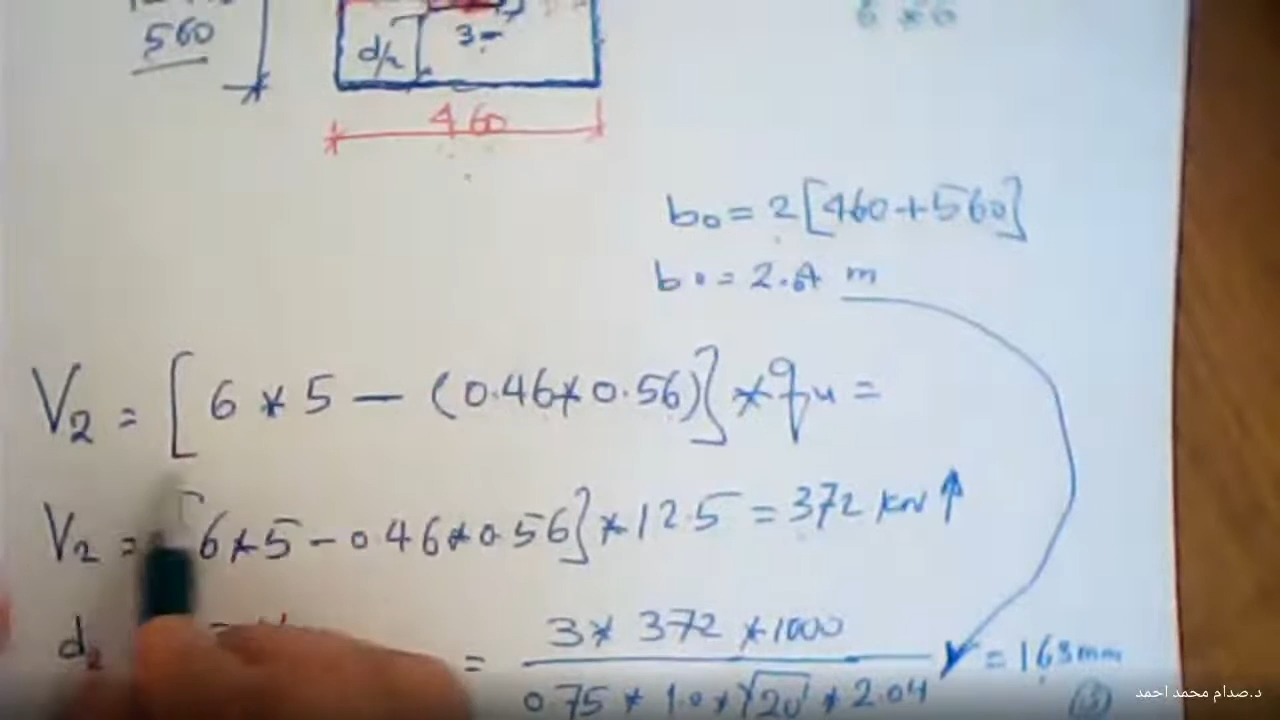 560
d/2
3-
6*6
460
b0 = 2[460+560]
b0 = 2.4 m
V2 = [6*5 - (0.46*0.56)]*qu =
V2 = [6*5 - 0.46*0.56]*12.5 = 372 kN ↑
d2
= 3* 372 *1000
0.75 * 1.0*√20 * 2.04
= 163mm
د.صدام محمد احمد